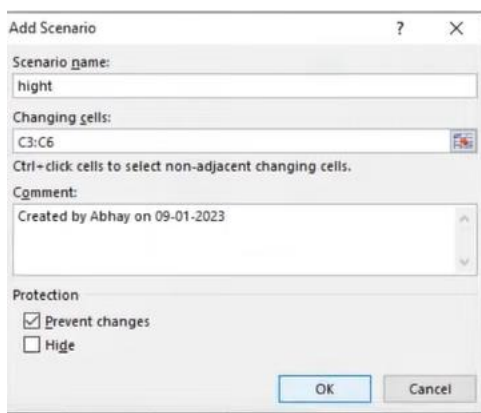 Add Scenario ? ×
Scenario name:
hight
Changing cells:
C3:C6
Ctrl+click cells to select non-adjacent changing cells.
Comment:
Created by Abhay on 09-01-2023
Protection
Prevent changes
Hide
OK Cancel